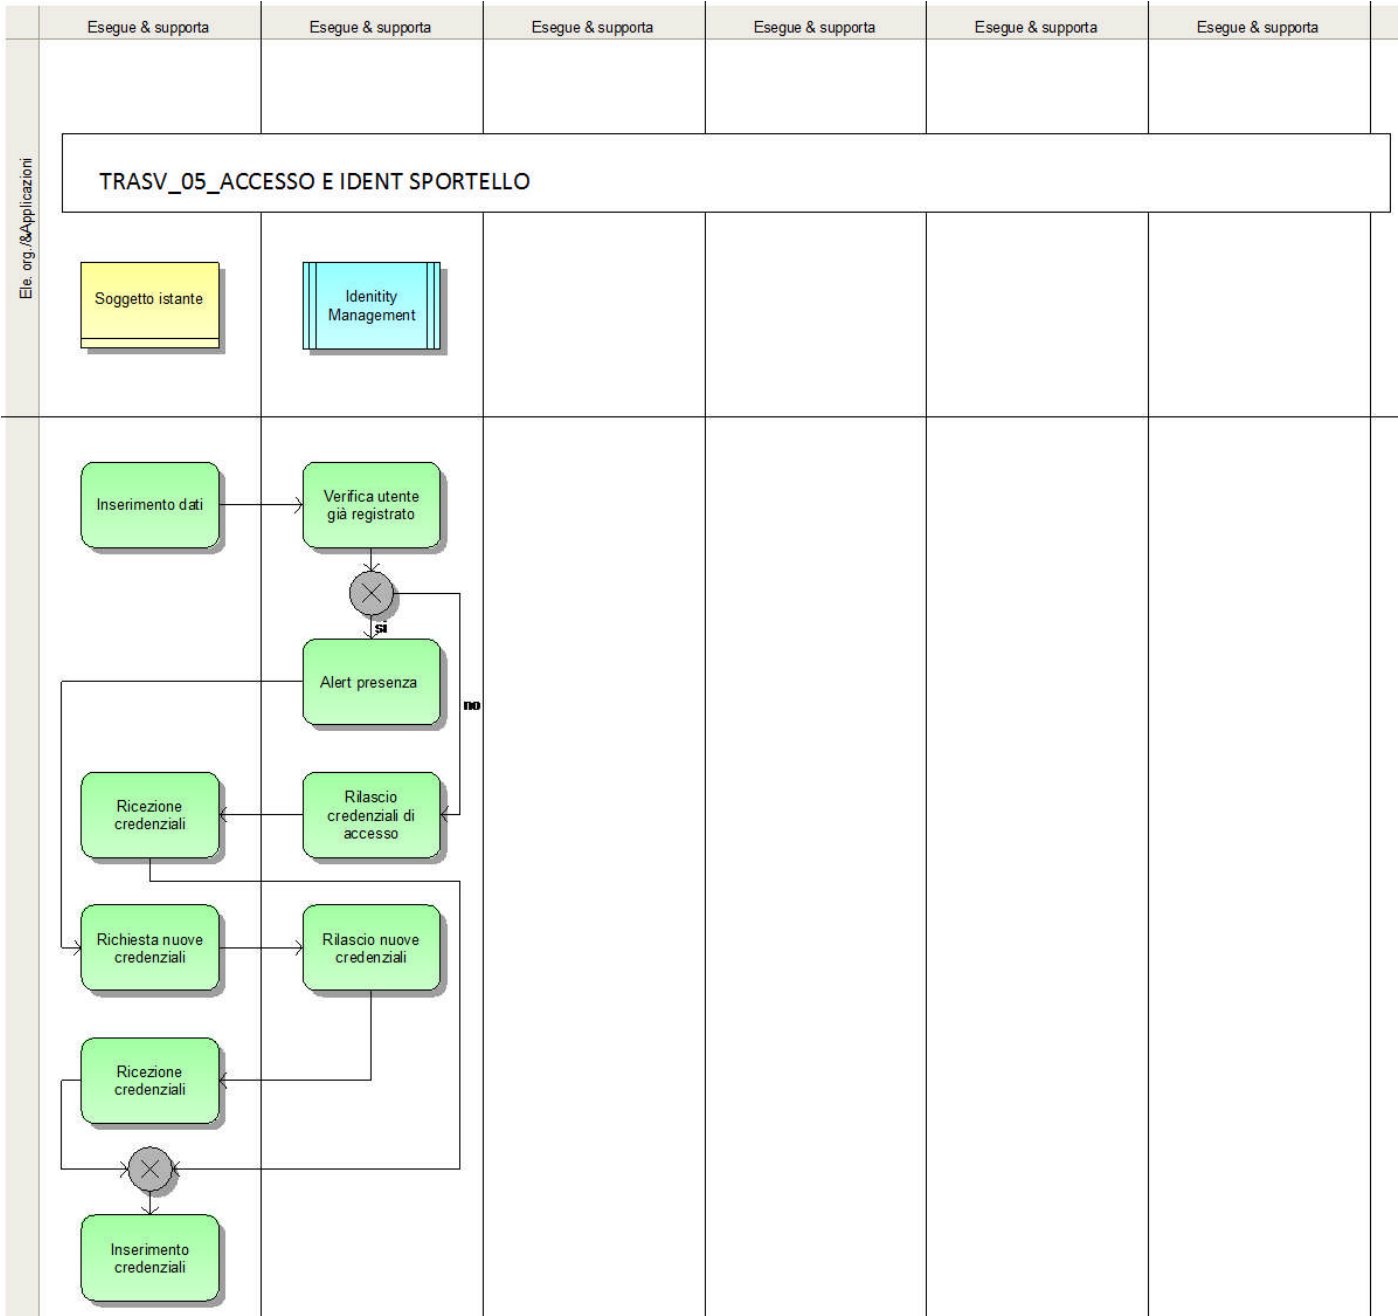 Esegue & supporta
Esegue & supporta
Esegue & supporta
Esegue & supporta
Esegue & supporta
Esegue & supporta
Ele. org./&Applicazioni
TRASV_05_ACCESSO E IDENT SPORTELLO
Soggetto istante
Idenitity
Management
Inserimento dati
Verifica utente
già registrato
si
Alert presenza
no
Ricezione
credenziali
Rilascio
credenziali di
accesso
Richiesta nuove
credenziali
Rilascio nuove
credenziali
Ricezione
credenziali
Inserimento
credenziali